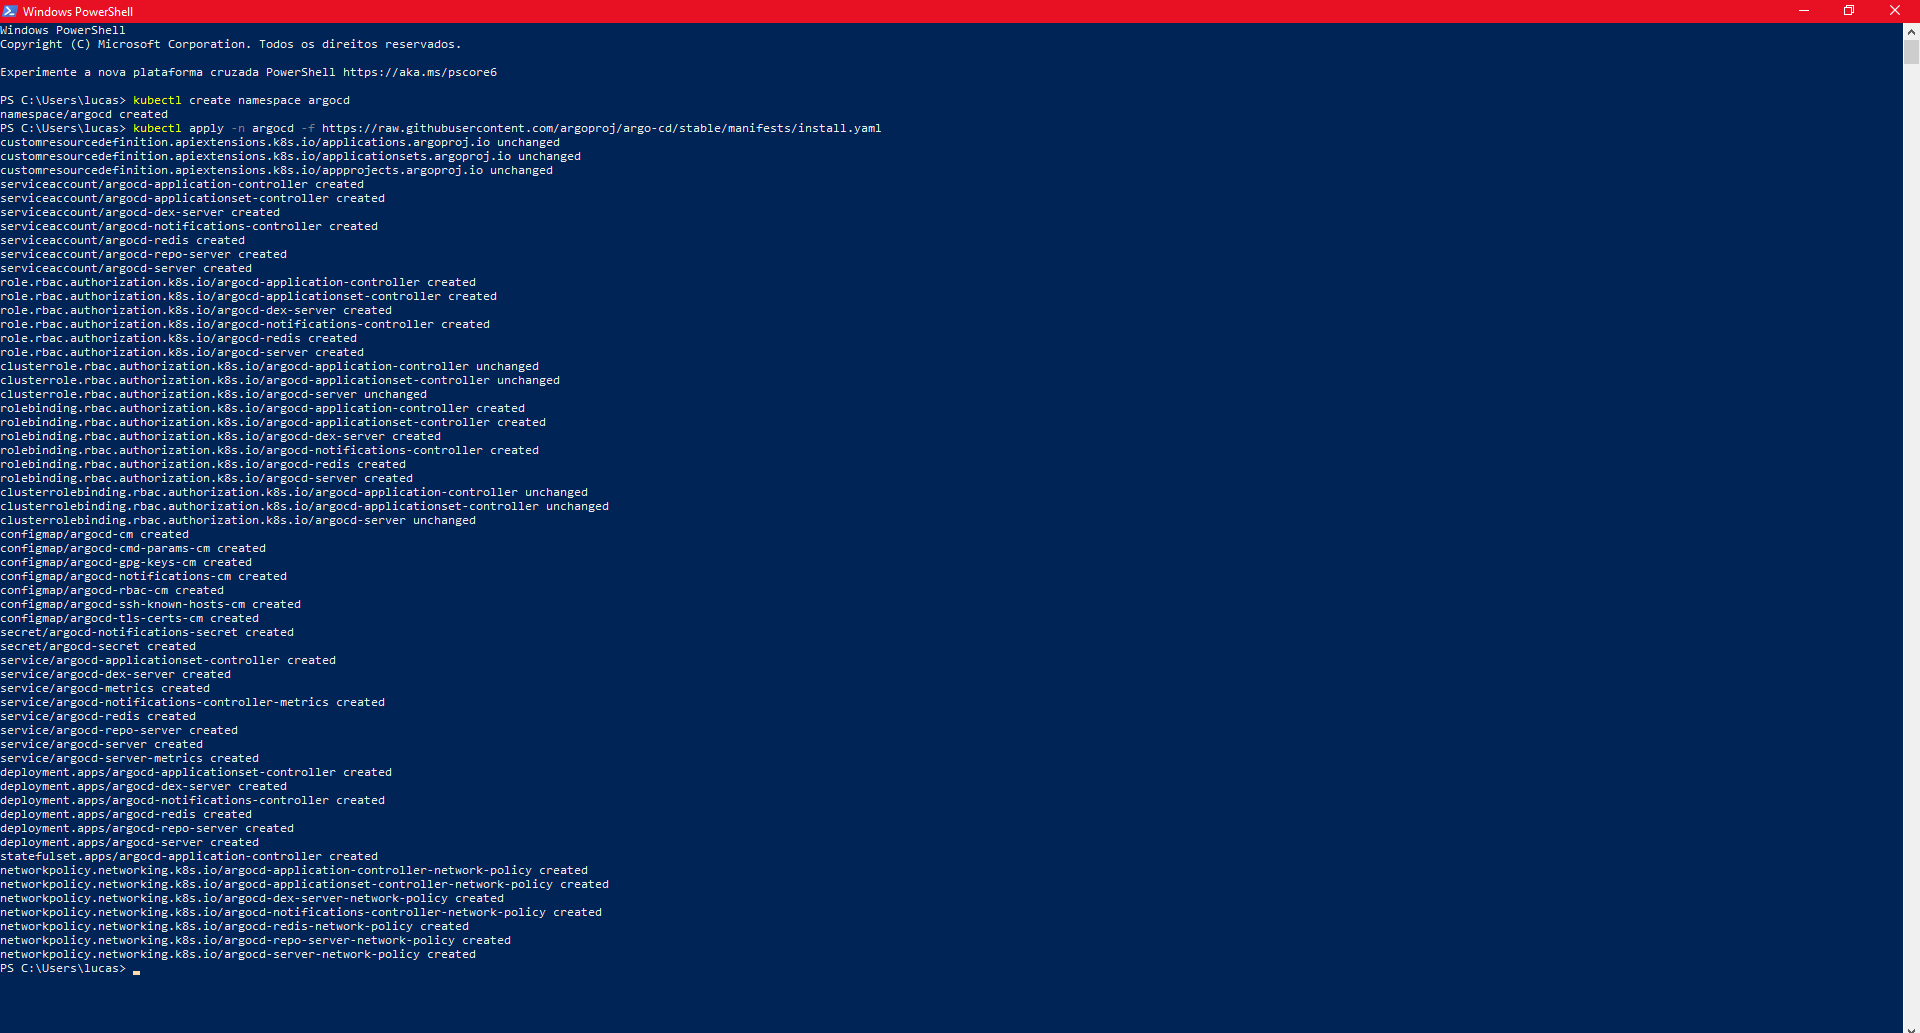 Windows PowerShell
Windows PowerShell
Copyright (C) Microsoft Corporation. Todos os direitos reservados.
Experimente a nova plataforma cruzada PowerShell https://aka.ms/pscore6
PS C:\Users\lucas> kubectl create namespace argocd
namespace/argocd created
PS C:\Users\lucas> kubectl apply -n argocd -f https://raw.githubusercontent.com/argoproj/argo-cd/stable/manifests/install.yaml
customresourcedefinition.apiextensions.k8s.io/applications.argoproj.io unchanged
customresourcedefinition.apiextensions.k8s.io/applicationsets.argoproj.io unchanged
customresourcedefinition.apiextensions.k8s.io/appprojects.argoproj.io unchanged
serviceaccount/argocd-application-controller created
serviceaccount/argocd-applicationset-controller created
serviceaccount/argocd-dex-server created
serviceaccount/argocd-notifications-controller created
serviceaccount/argocd-redis created
serviceaccount/argocd-repo-server created
serviceaccount/argocd-server created
role.rbac.authorization.k8s.io/argocd-application-controller created
role.rbac.authorization.k8s.io/argocd-applicationset-controller created
role.rbac.authorization.k8s.io/argocd-dex-server created
role.rbac.authorization.k8s.io/argocd-notifications-controller created
role.rbac.authorization.k8s.io/argocd-redis created
role.rbac.authorization.k8s.io/argocd-server created
clusterrole.rbac.authorization.k8s.io/argocd-application-controller unchanged
clusterrole.rbac.authorization.k8s.io/argocd-applicationset-controller unchanged
clusterrole.rbac.authorization.k8s.io/argocd-server unchanged
rolebinding.rbac.authorization.k8s.io/argocd-application-controller created
rolebinding.rbac.authorization.k8s.io/argocd-applicationset-controller created
rolebinding.rbac.authorization.k8s.io/argocd-dex-server created
rolebinding.rbac.authorization.k8s.io/argocd-notifications-controller created
rolebinding.rbac.authorization.k8s.io/argocd-redis created
rolebinding.rbac.authorization.k8s.io/argocd-server created
clusterrolebinding.rbac.authorization.k8s.io/argocd-application-controller unchanged
clusterrolebinding.rbac.authorization.k8s.io/argocd-applicationset-controller unchanged
clusterrolebinding.rbac.authorization.k8s.io/argocd-server unchanged
configmap/argocd-cm created
configmap/argocd-cmd-params-cm created
configmap/argocd-gpg-keys-cm created
configmap/argocd-notifications-cm created
configmap/argocd-rbac-cm created
configmap/argocd-ssh-known-hosts-cm created
configmap/argocd-tls-certs-cm created
secret/argocd-notifications-secret created
secret/argocd-secret created
service/argocd-applicationset-controller created
service/argocd-dex-server created
service/argocd-metrics created
service/argocd-notifications-controller-metrics created
service/argocd-redis created
service/argocd-repo-server created
service/argocd-server created
service/argocd-server-metrics created
deployment.apps/argocd-applicationset-controller created
deployment.apps/argocd-dex-server created
deployment.apps/argocd-notifications-controller created
deployment.apps/argocd-redis created
deployment.apps/argocd-repo-server created
deployment.apps/argocd-server created
statefulset.apps/argocd-application-controller created
networkpolicy.networking.k8s.io/argocd-application-controller-network-policy created
networkpolicy.networking.k8s.io/argocd-applicationset-controller-network-policy created
networkpolicy.networking.k8s.io/argocd-dex-server-network-policy created
networkpolicy.networking.k8s.io/argocd-notifications-controller-network-policy created
networkpolicy.networking.k8s.io/argocd-redis-network-policy created
networkpolicy.networking.k8s.io/argocd-repo-server-network-policy created
networkpolicy.networking.k8s.io/argocd-server-network-policy created
PS C:\Users\lucas>